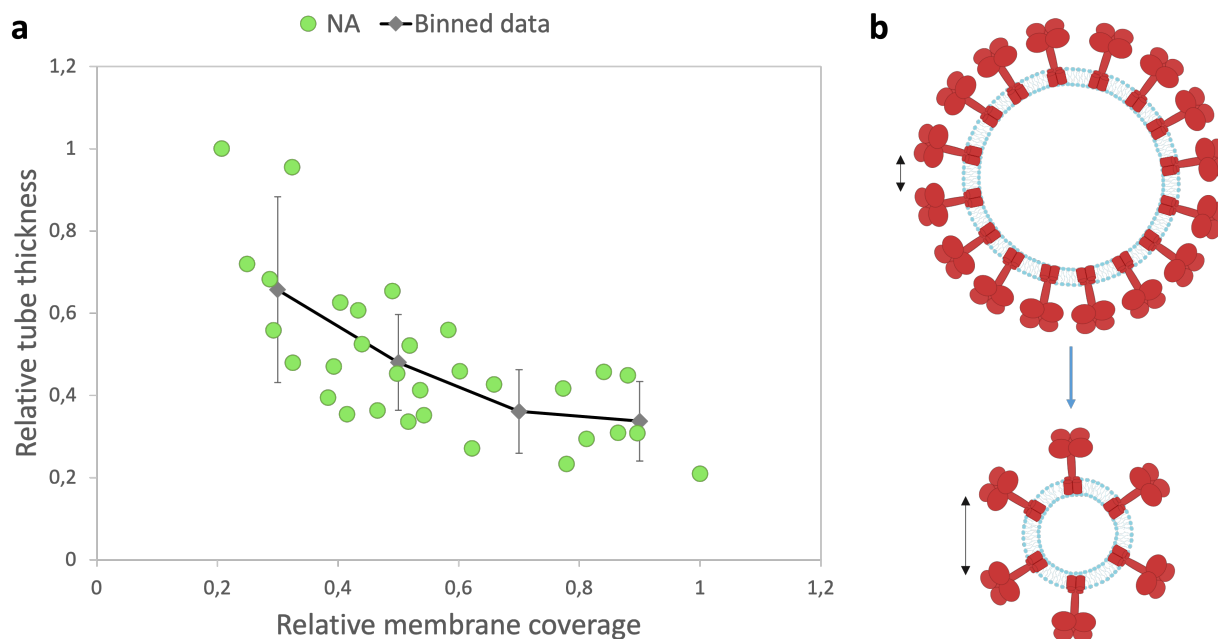 a
NA
Binned data
b
1,2
1
0,8
0,6
0,4
0,2
0
Relative tube thickness
0
0,2
0,4
0,6
0,8
1
1,2
Relative membrane coverage